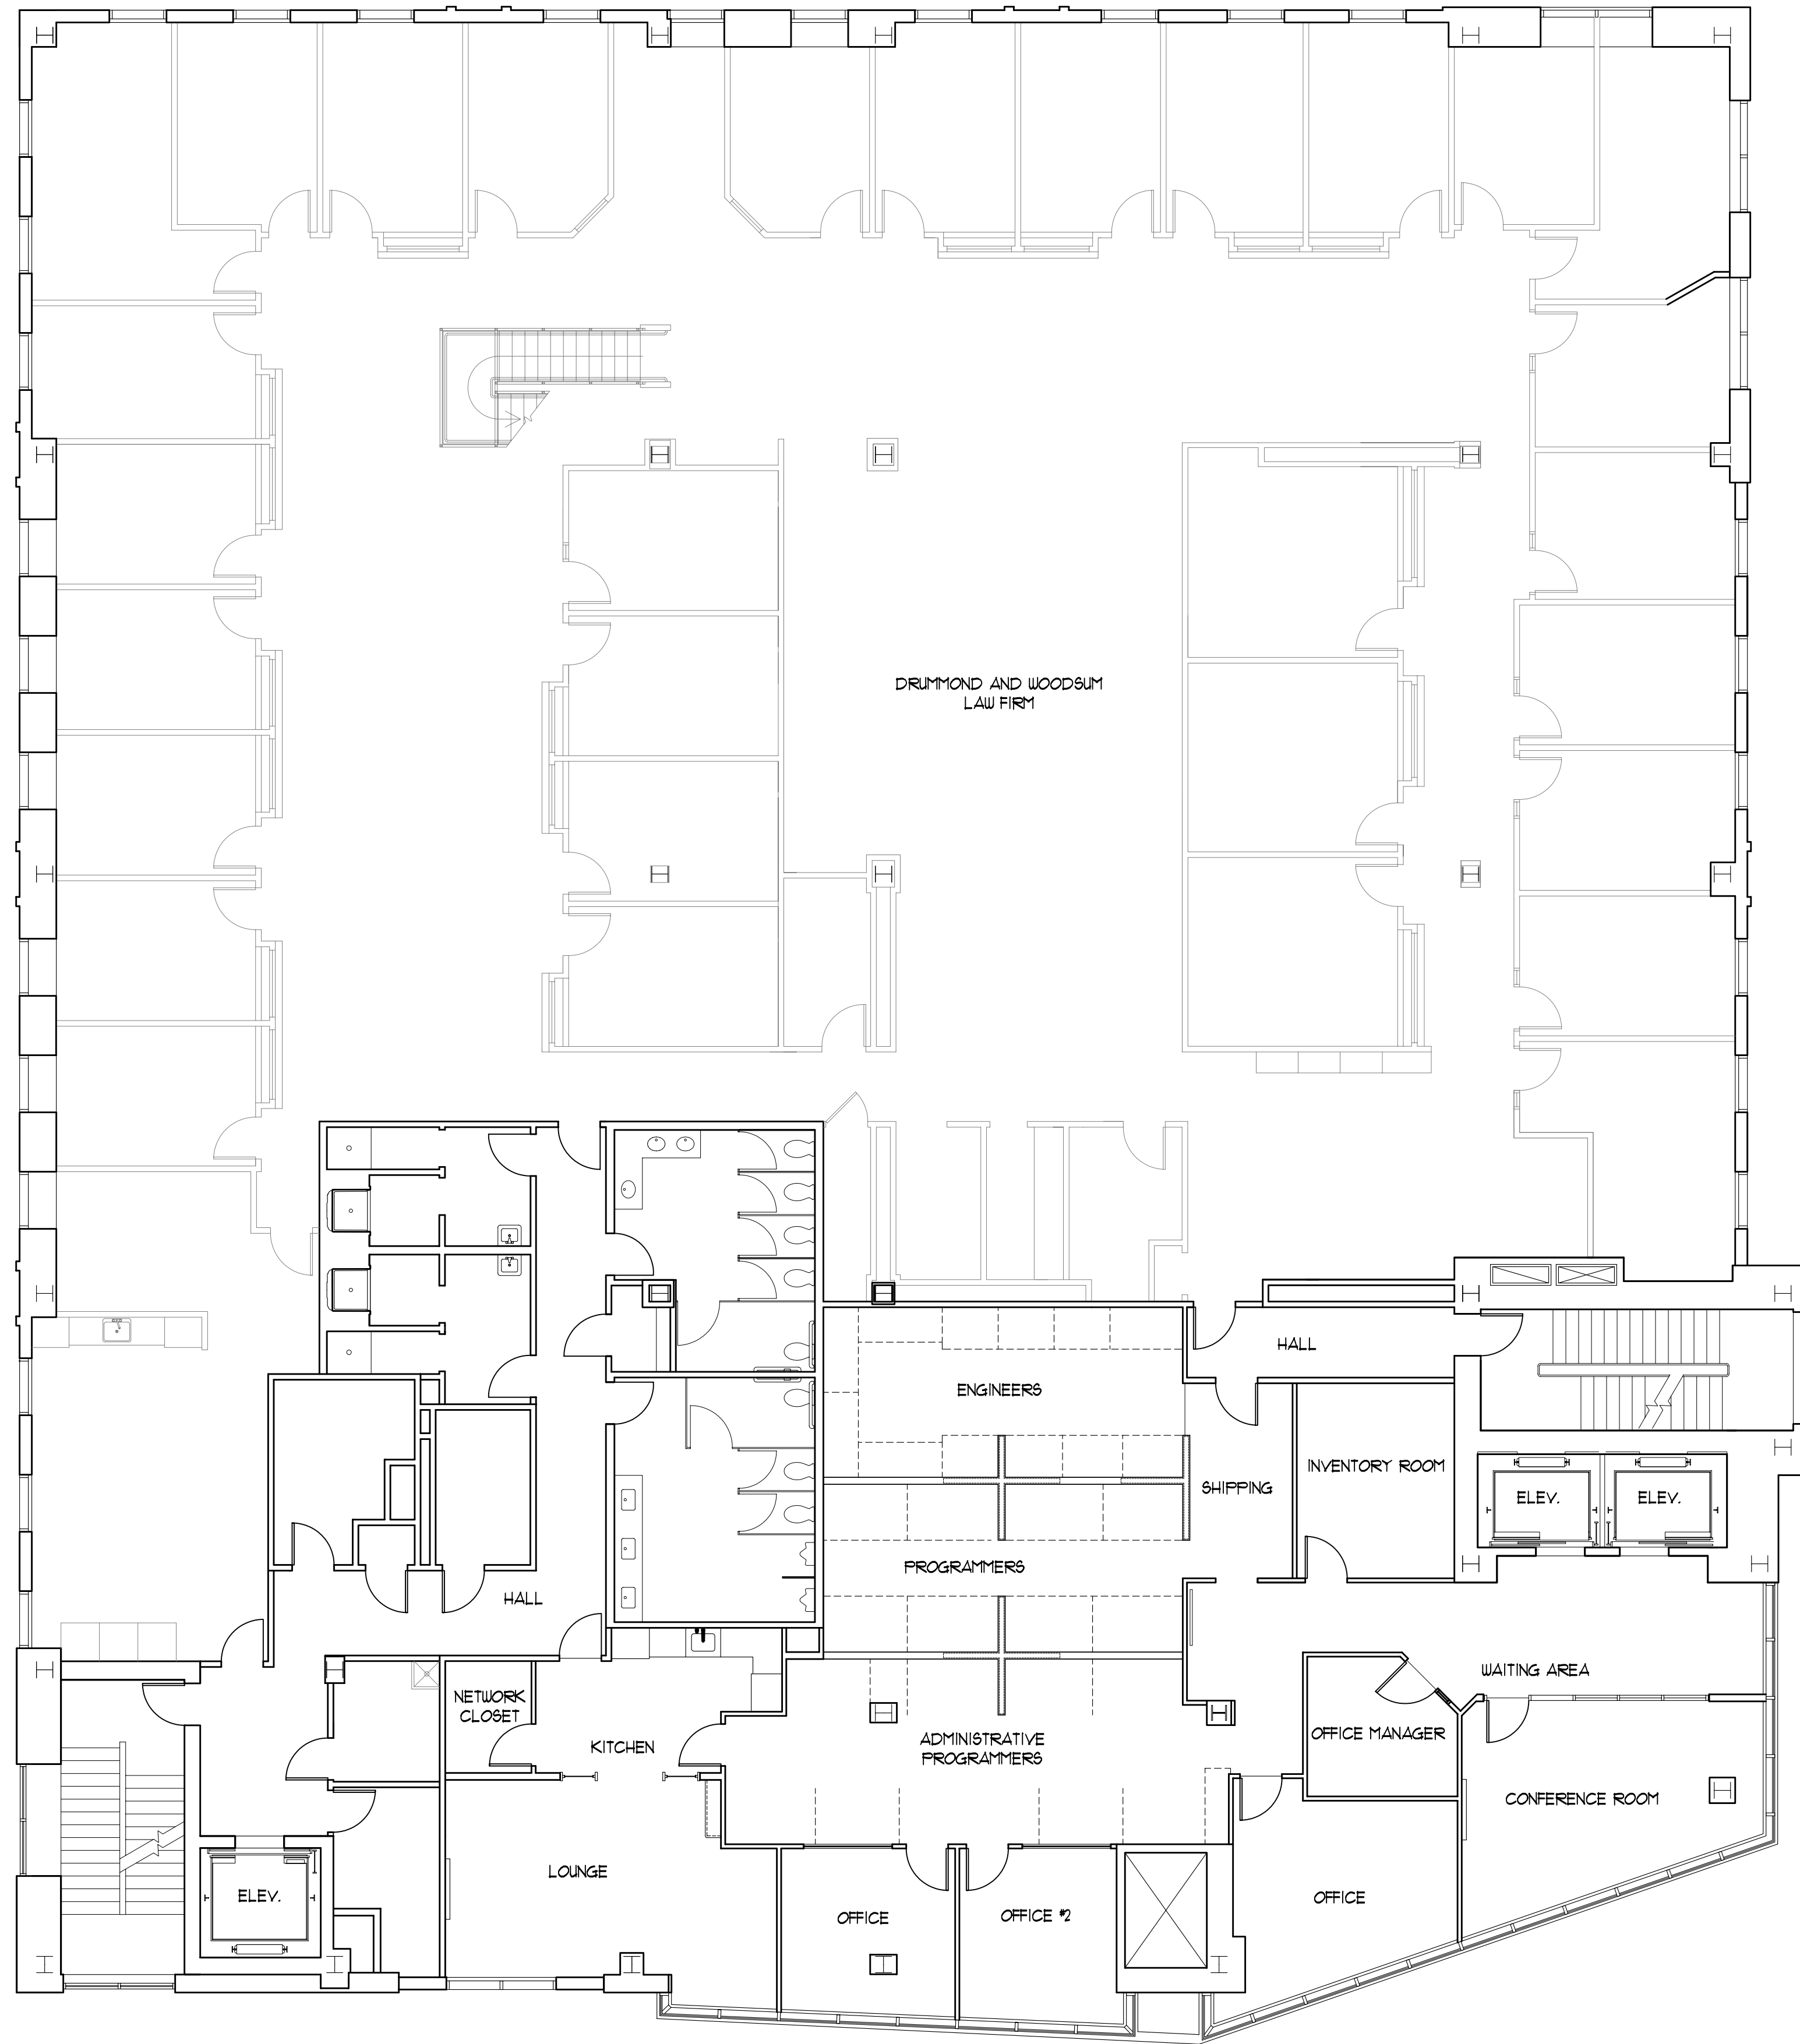 DRUMMOND AND WOODSUM
LAW FIRM
HALL
ENGINEERS
INVENTORY ROOM
SHIPPING
ELEV.
ELEV.
PROGRAMMERS
HALL
WAITING AREA
NETWORK
CLOSET
KITCHEN
ADMINISTRATIVE
PROGRAMMERS
OFFICE MANAGER
CONFERENCE ROOM
LOUNGE
ELEV.
OFFICE
OFFICE #2
OFFICE